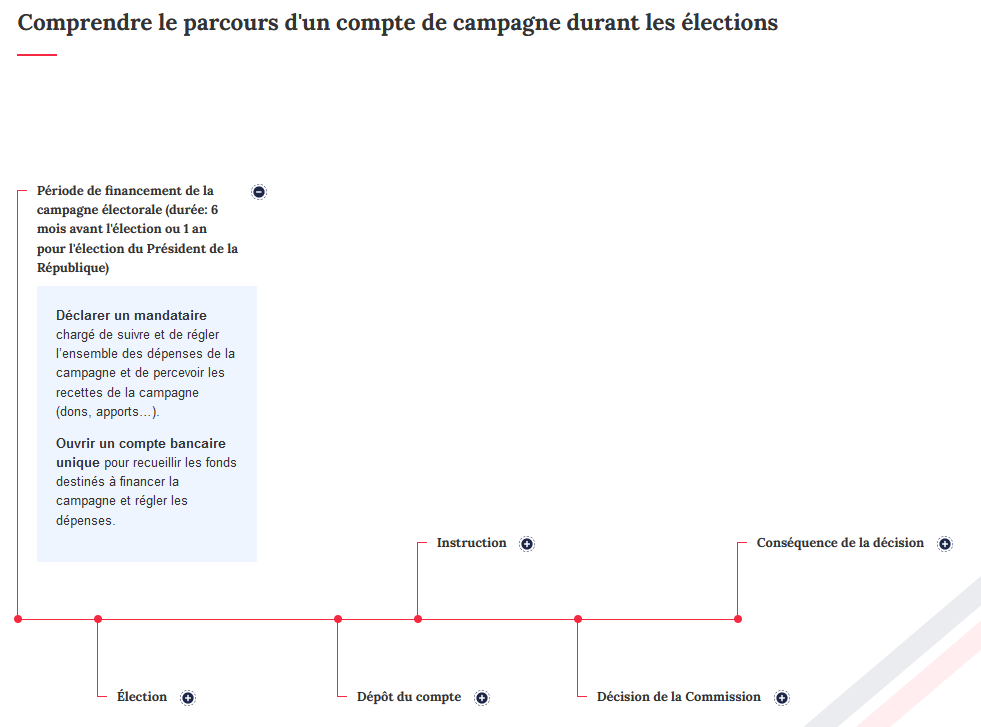 Comprendre le parcours d'un compte de campagne durant les élections
Période de financement de la
campagne électorale (durée: 6
mois avant l'élection ou 1 an
pour l'élection du Président de la
République)
Déclarer un mandataire
chargé de suivre et de régler
l'ensemble des dépenses de la
campagne et de percevoir les
recettes de la campagne
(dons, apports…).
Ouvrir un compte bancaire
unique pour recueillir les fonds
destinés à financer la
campagne et régler les
dépenses.
Instruction
Conséquence de la décision
Élection
Dépôt du compte
Décision de la Commission